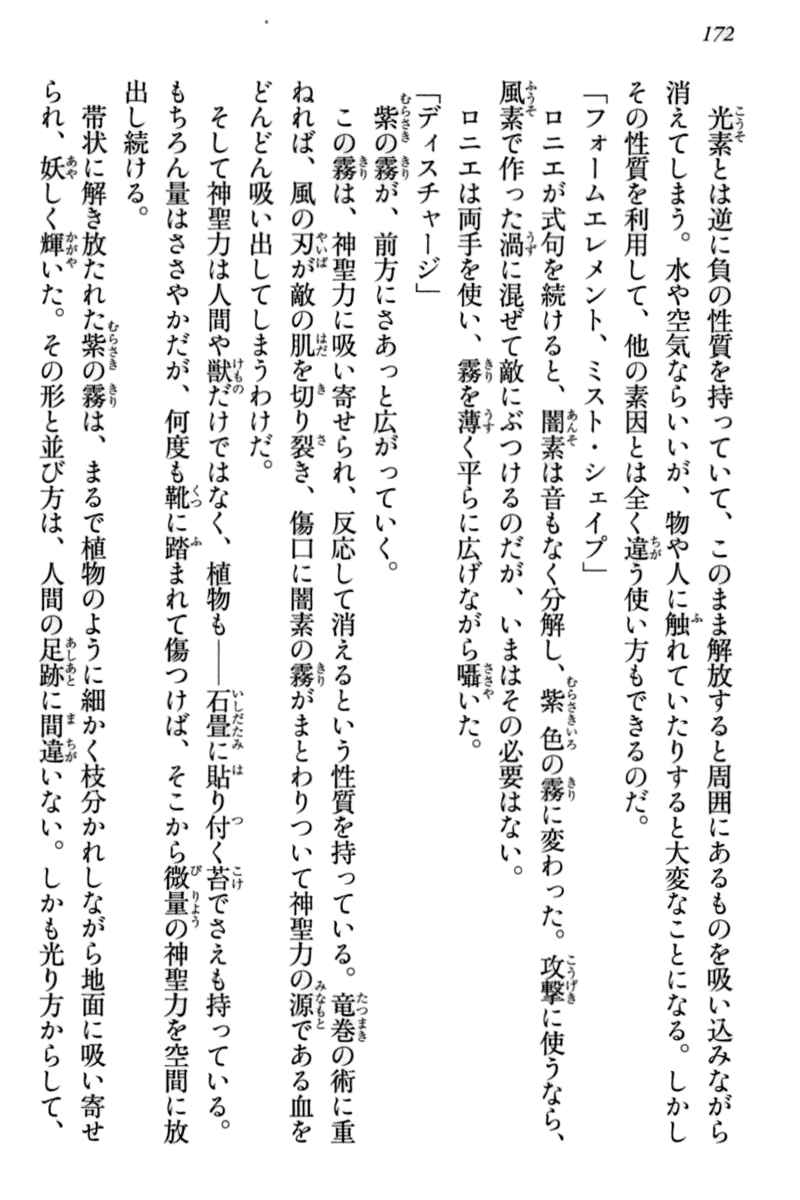 172
光素とは逆に負の性質を持っていて、このまま解放すると周囲にあるものを吸い込みながら
消えてしまう。水や空気ならいいが、物や人に触れていたりすると大変なことになる。しかし
その性質を利用して、他の素因とは全く違う使い方もできるのだ。
「フォームエレメント、ミスト・シェイプ」
ロニエが式句を続けると、闇素は音もなく分解し、紫色の霧に変わった。攻撃に使うなら、
風素で作った渦に混ぜて敵にぶつけるのだが、いまはその必要はない。
ロニエは両手を使い、霧を薄く平らに広げながら囁いた。
「ディスチャージ」
紫の霧が、前方にさあっと広がっていく。
この霧は、神聖力に吸い寄せられ、反応して消えるという性質を持っている。竜巻の術に重
ねれば、風の刃が敵の肌を切り裂き、傷口に闇素の霧がまとわりついて神聖力の源である血を
どんどん吸い出してしまうわけだ。
そして神聖力は人間や獣だけではなく、植物も――石畳に貼り付く苔でさえも持っている。
もちろん量はささやかだが、何度も靴に踏まれて傷つけば、そこから微量の神聖力を空間に放
出し続ける。
帯状に解き放たれた紫の霧は、まるで植物のように細かく枝分かれしながら地面に吸い寄せ
られ、妖しく輝いた。その形と並び方は、人間の足跡に間違いない。しかも光り方からして、